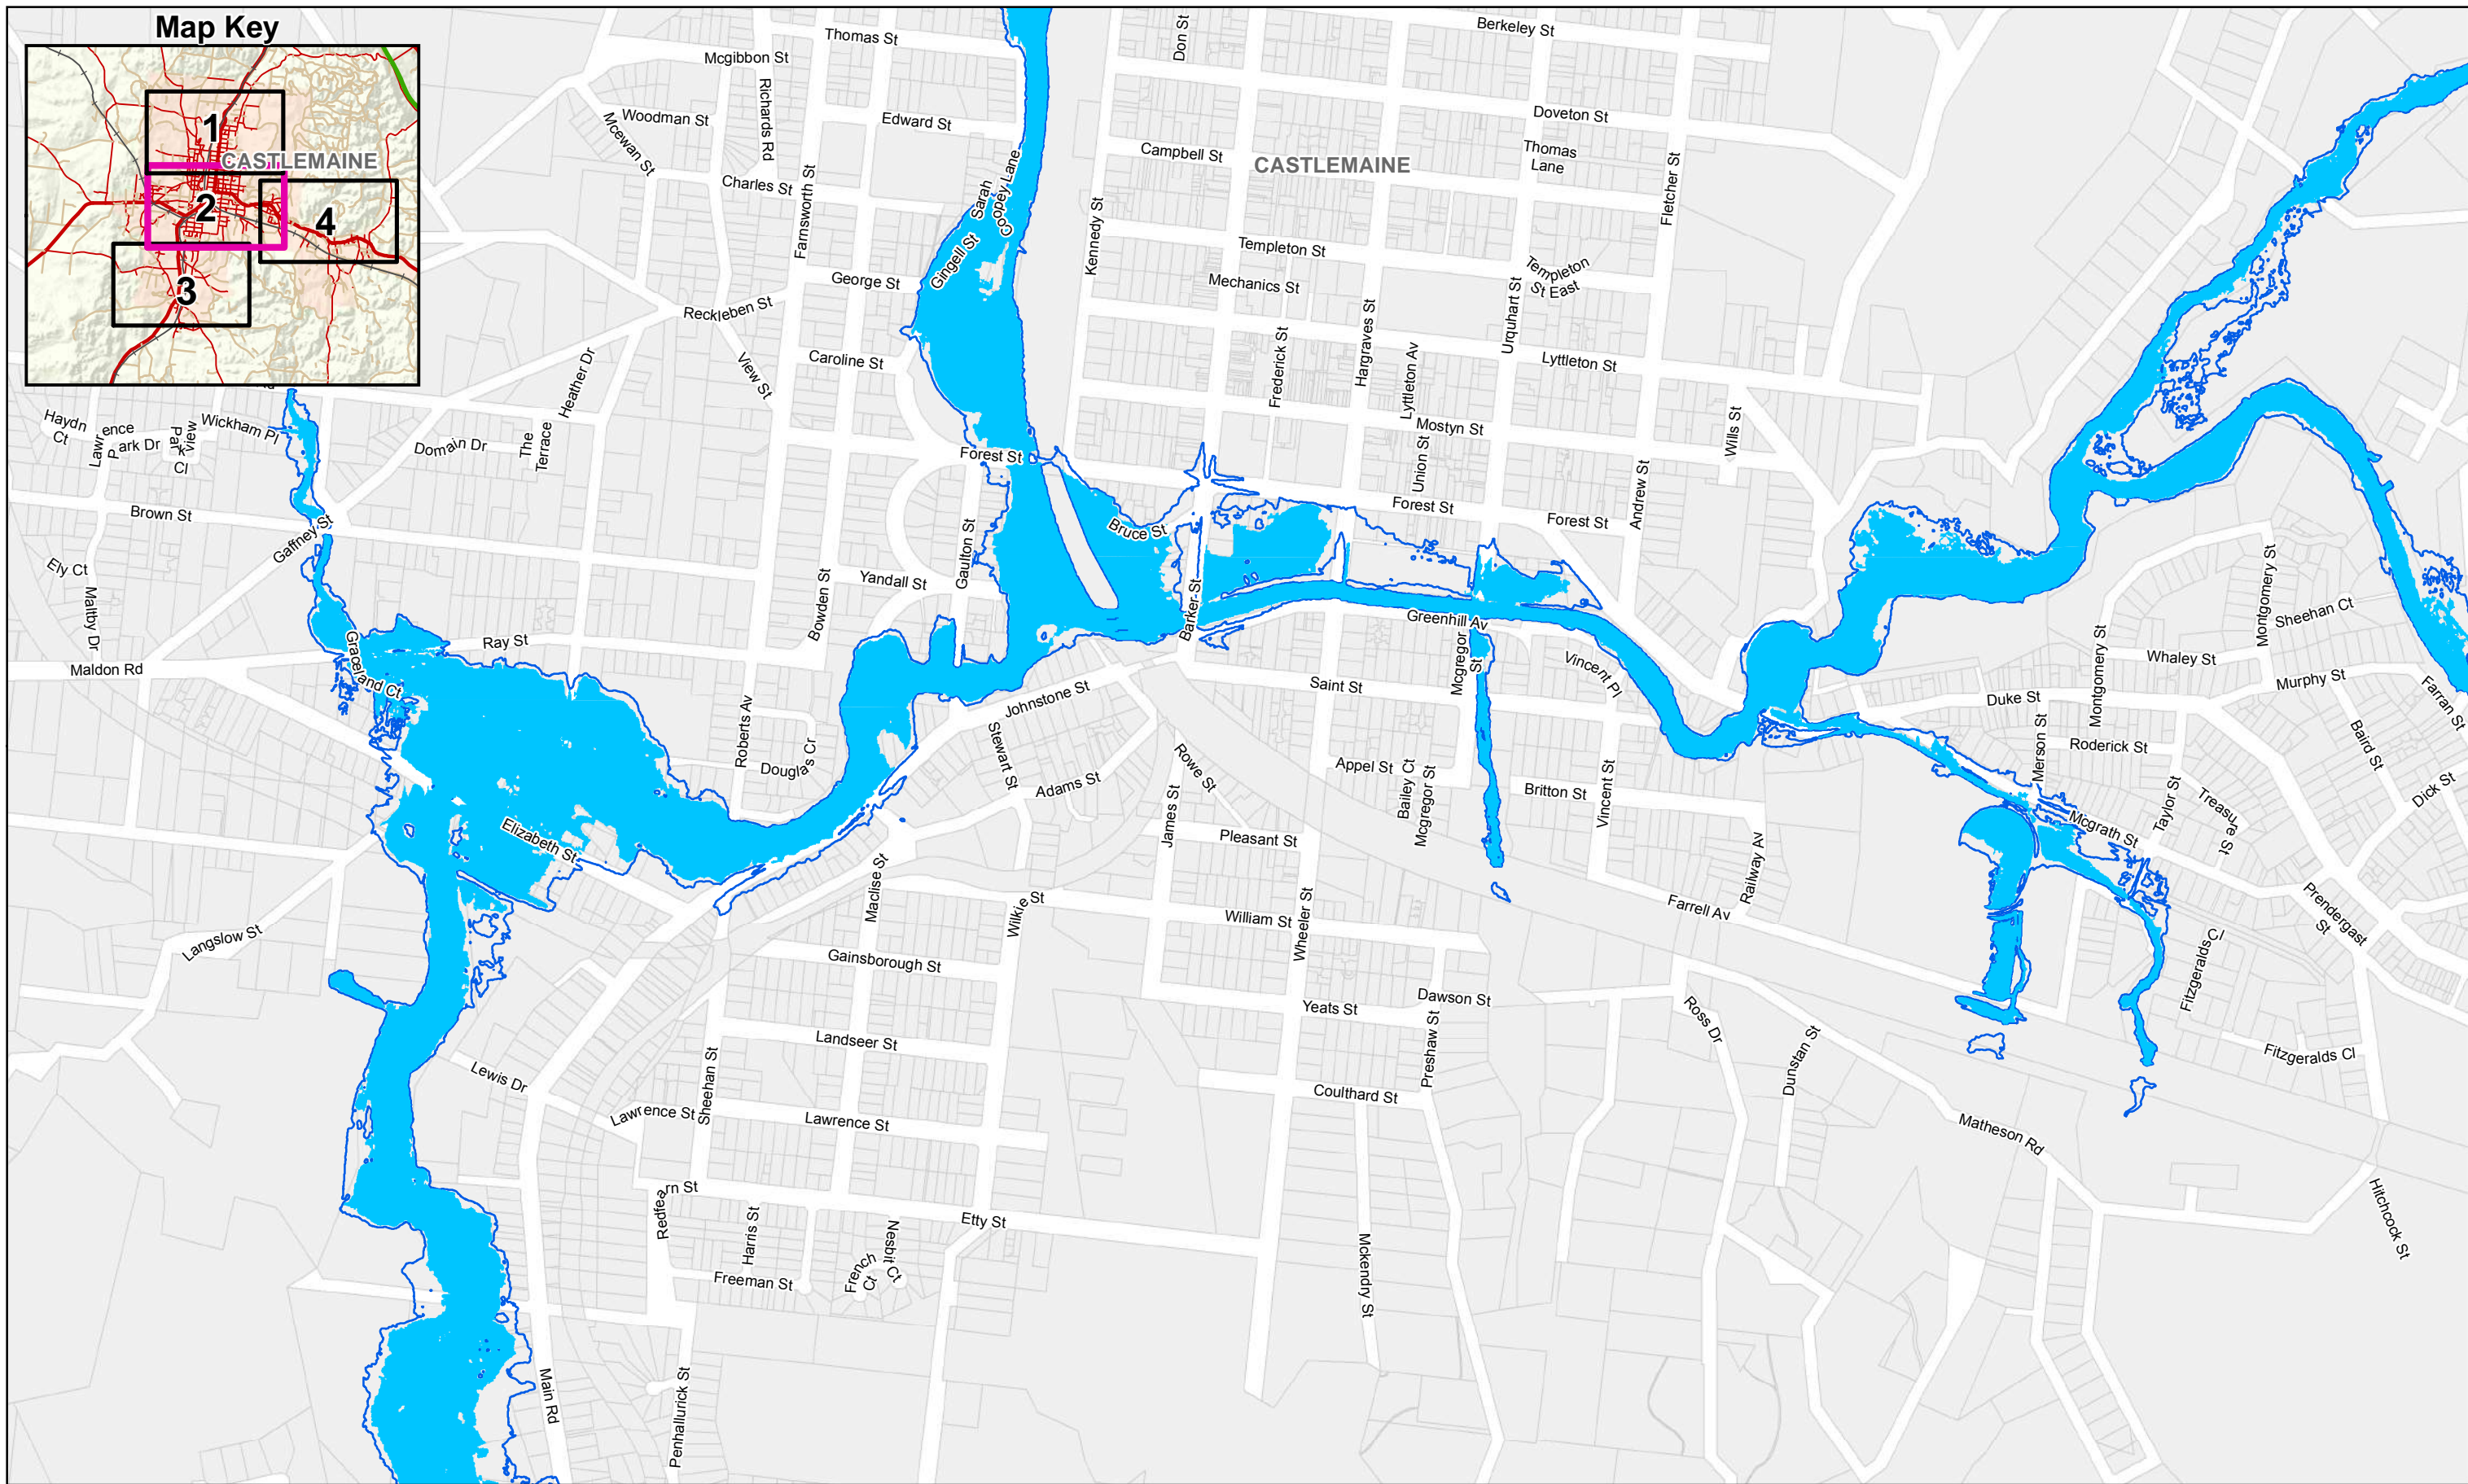 Map Key
1
CASTLEMAINE
2
4
3
Thomas St
Mcgibbon St
Richards Rd
Woodman St
Mcewan St
Edward St
Charles St
Farnsworth St
Sarah
Coopey Lane
Gingell St
George St
Reckleben St
Caroline St
View St
Heather Dr
The
Terrace
Domain Dr
Wickham Pl
Haydn
Ct
Lawrence
Park Dr
Parkview
Cl
Brown St
Gaffney St
Ely Ct
Maltby Dr
Maldon Rd
Graceland Ct
Ray St
Forest St
Gaulton St
Yandall St
Bowden St
Roberts Av
Douglas Cr
Elizabeth St
Langslow St
Don St
Berkeley St
Doveton St
Campbell St
CASTLEMAINE
Thomas
Lane
Fletcher St
Kennedy St
Templeton St
Templeton
St East
Mechanics St
Urquhart St
Hargraves St
Frederick St
Lyttleton Av
Lyttleton St
Mostyn St
Union St
Wills St
Andrew St
Forest St
Forest St
Bruce St
Barker St
Greenhill Av
Mcgregor
St
Vincent Pl
Saint St
Johnstone St
Stewart St
Adams St
Rowe St
James St
Appel St
Bailey Ct
Mcgregor St
Britton St
Vincent St
Railway Av
Pleasant St
Wheeler St
Farrell Av
William St
Maclise St
Wilkie St
Gainsborough St
Landseer St
Sheehan St
Lewis Dr
Lawrence St
Lawrence St
Redfearn St
Harris St
Freeman St
French
Ct
Nesbit Ct
Etty St
Main Rd
Penhallurick St
Yeats St
Dawson St
Preshaw St
Coulthard St
Mckendry St
Ross Dr
Dunstan St
Matheson Rd
Hitchcock St
Montgomery St
Sheehan Ct
Montgomery St
Whaley St
Murphy St
Farran St
Duke St
Merson St
Roderick St
Baird St
Dick St
Taylor St
Treasurer
St
Mcgrath St
Prendergast
St
Fitzgeralds Cl
Fitzgeralds Cl